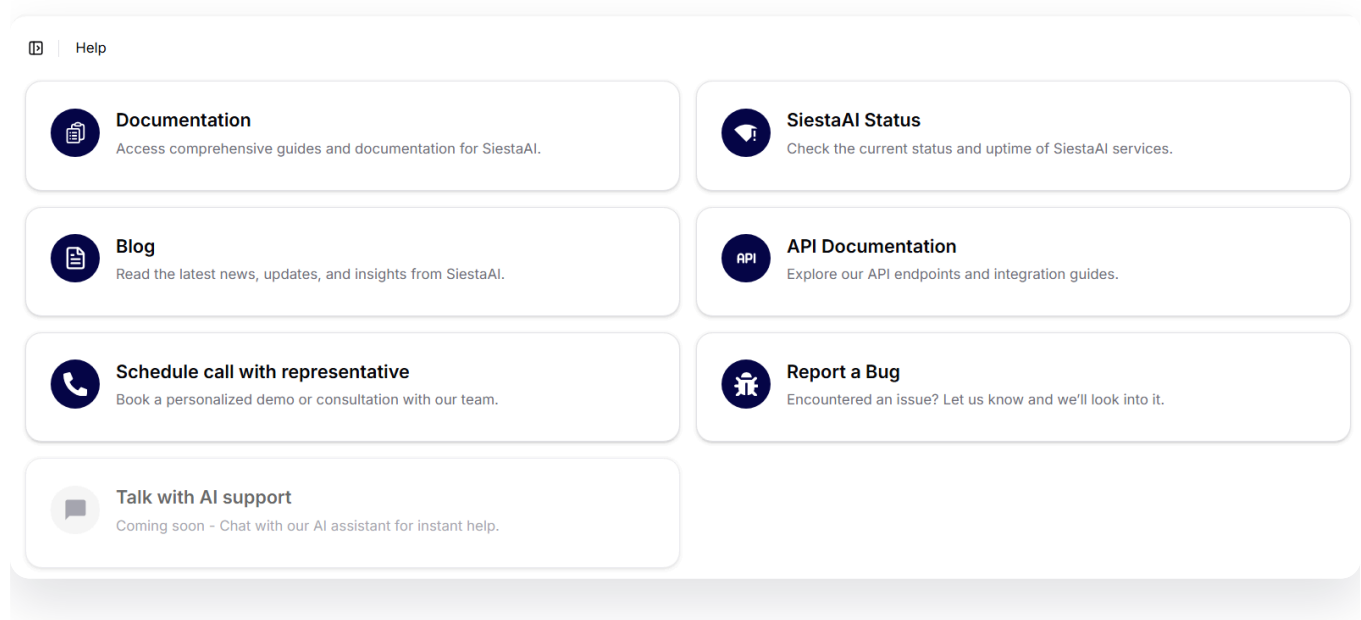 Help
Documentation
Access comprehensive guides and documentation for SiestaAI.
SiestaAI Status
Check the current status and uptime of SiestaAI services.
Blog
Read the latest news, updates, and insights from SiestaAI.
API
API Documentation
Explore our API endpoints and integration guides.
Schedule call with representative
Book a personalized demo or consultation with our team.
Report a Bug
Encountered an issue? Let us know and we’ll look into it.
Talk with AI support
Coming soon - Chat with our AI assistant for instant help.